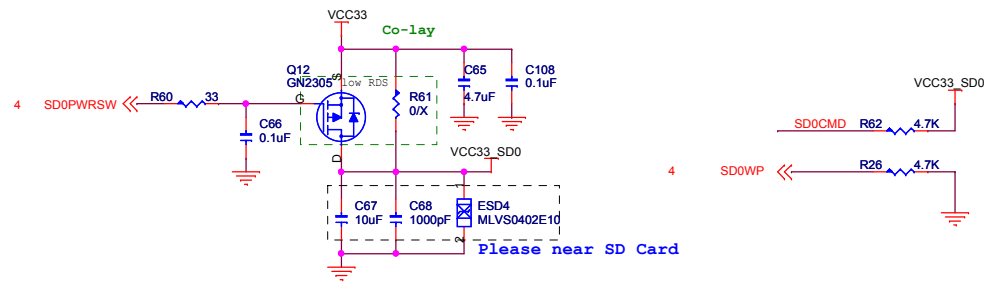 VCC33
Co-lay
Q12
GN2305
S
low RDS
G
D
R61
0/X
C65
4.7uF
C108
0.1uF
4
SD0PWRSW
R60
33
C66
0.1uF
VCC33_SD0
C67
10uF
C68
1000pF
1
ESD4
MLVS0402E10
2
Please near SD Card
VCC33_SD0
SD0CMD
R62
4.7K
4
SD0WP
R26
4.7K